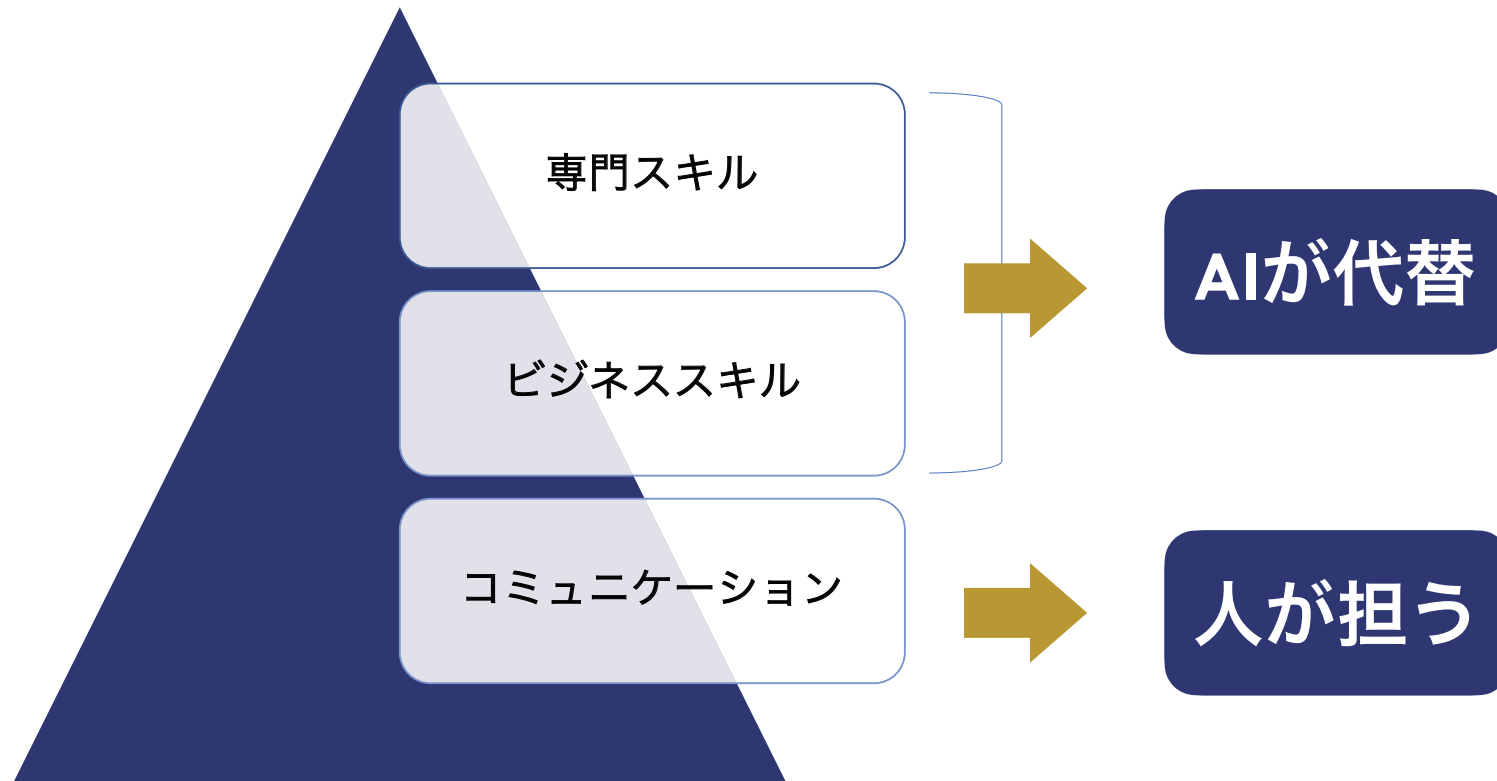 専門スキル
ビジネススキル
コミュニケーション
AIが代替
人が担う